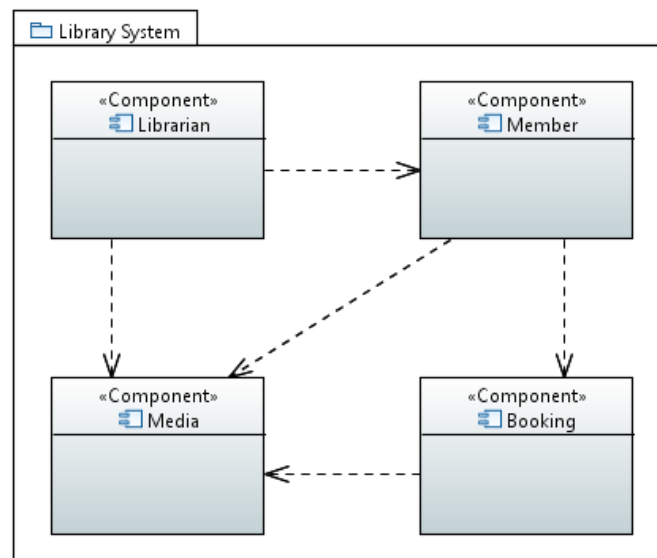 Library System
«Component»
Librarian
«Component»
Member
«Component»
Media
«Component»
Booking